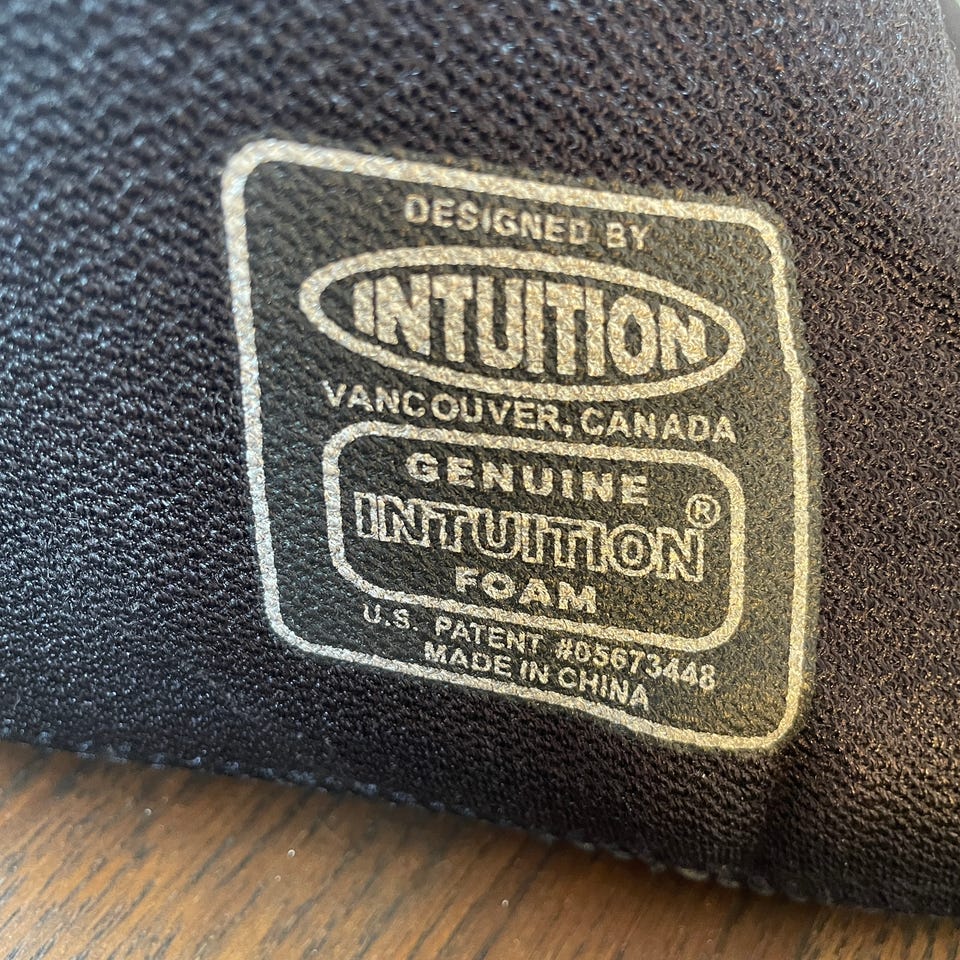 DESIGNED BY
INTUITION
VANCOUVER, CANADA
GENUINE
INTUITION®
FOAM
U.S. PATENT #05673448
MADE IN CHINA